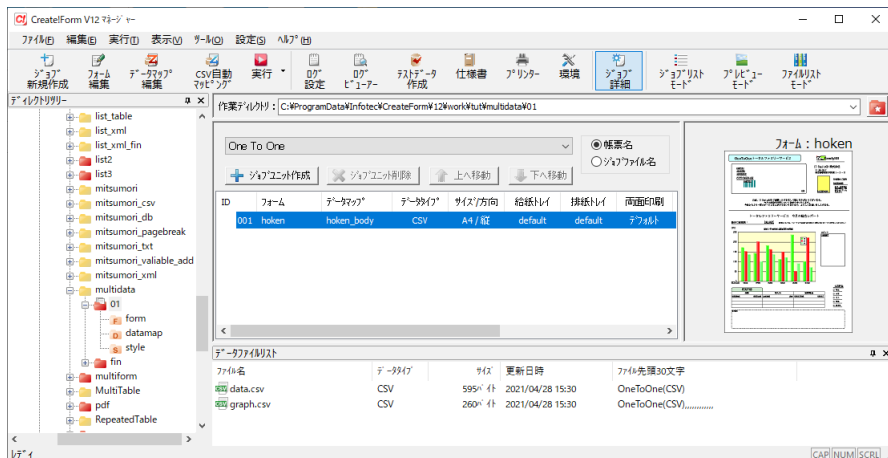 Create!Form V12 ﾏﾈｰｼﾞｬｰ
ﾌｧｲﾙ(F) 編集(E) 実行(T) 表示(V) ﾂｰﾙ(O) 設定(S) ﾍﾙﾌﾟ(H)
ｼﾞｮﾌﾞ 新規作成
ﾌｫｰﾑ 編集
ﾃﾞｰﾀﾏｯﾌﾟ 編集
CSV自動 ﾏｯﾋﾟﾝｸﾞ
実行
ﾛｸﾞ 設定
ﾛｸﾞ ﾋﾞｭｰｱｰ
ﾃｽﾄﾃﾞｰﾀ 作成
仕様書
ﾌﾟﾘﾝﾀｰ
環境
ｼﾞｮﾌﾞ 詳細
ｼﾞｮﾌﾞﾘｽﾄ ﾓｰﾄﾞ
ﾌﾟﾚﾋﾞｭｰ ﾓｰﾄﾞ
ﾌｧｲﾙﾘｽﾄ ﾓｰﾄﾞ
ﾃﾞｨﾚｸﾄﾘﾂﾘｰ
list_table
list_xml
list_xml_fin
list2
list3
mitsumori
mitsumori_csv
mitsumori_db
mitsumori_pagebreak
mitsumori_txt
mitsumori_valiable_add
mitsumori_xml
multidata
01
form
datamap
style
fin
multiform
MultiTable
pdf
RepeatedTable
作業ﾃﾞｨﾚｸﾄﾘ : C:¥ProgramData¥Infotec¥CreateForm¥12¥work¥tut¥multidata¥01
One To One
帳票名
ｼﾞｮﾌﾞﾌｧｲﾙ名
ｼﾞｮﾌﾞﾕﾆｯﾄ作成 ｼﾞｮﾌﾞﾕﾆｯﾄ削除 上へ移動 下へ移動
ID ﾌｫｰﾑ ﾃﾞｰﾀﾏｯﾌﾟ ﾃﾞｰﾀﾀｲﾌﾟ ｻｲｽﾞ/方向 給紙ﾄﾚｲ 排紙ﾄﾚｲ 両面印刷
001 hoken hoken_body CSV A4 / 縦 default default ﾃﾞﾌｫﾙﾄ
ﾌｫｰﾑ : hoken
ﾃﾞｰﾀﾌｧｲﾙﾘｽﾄ
ﾌｧｲﾙ名 ﾃﾞｰﾀﾀｲﾌﾟ ｻｲｽﾞ 更新日時 ﾌｧｲﾙ先頭30文字
data.csv CSV 595ﾊﾞｲﾄ 2021/04/28 15:30 OneToOne(CSV)
graph.csv CSV 260ﾊﾞｲﾄ 2021/04/28 15:30 OneToOne(CSV),,,,,,,,,,,,
ﾚﾃﾞｨ
CAP NUM SCRL